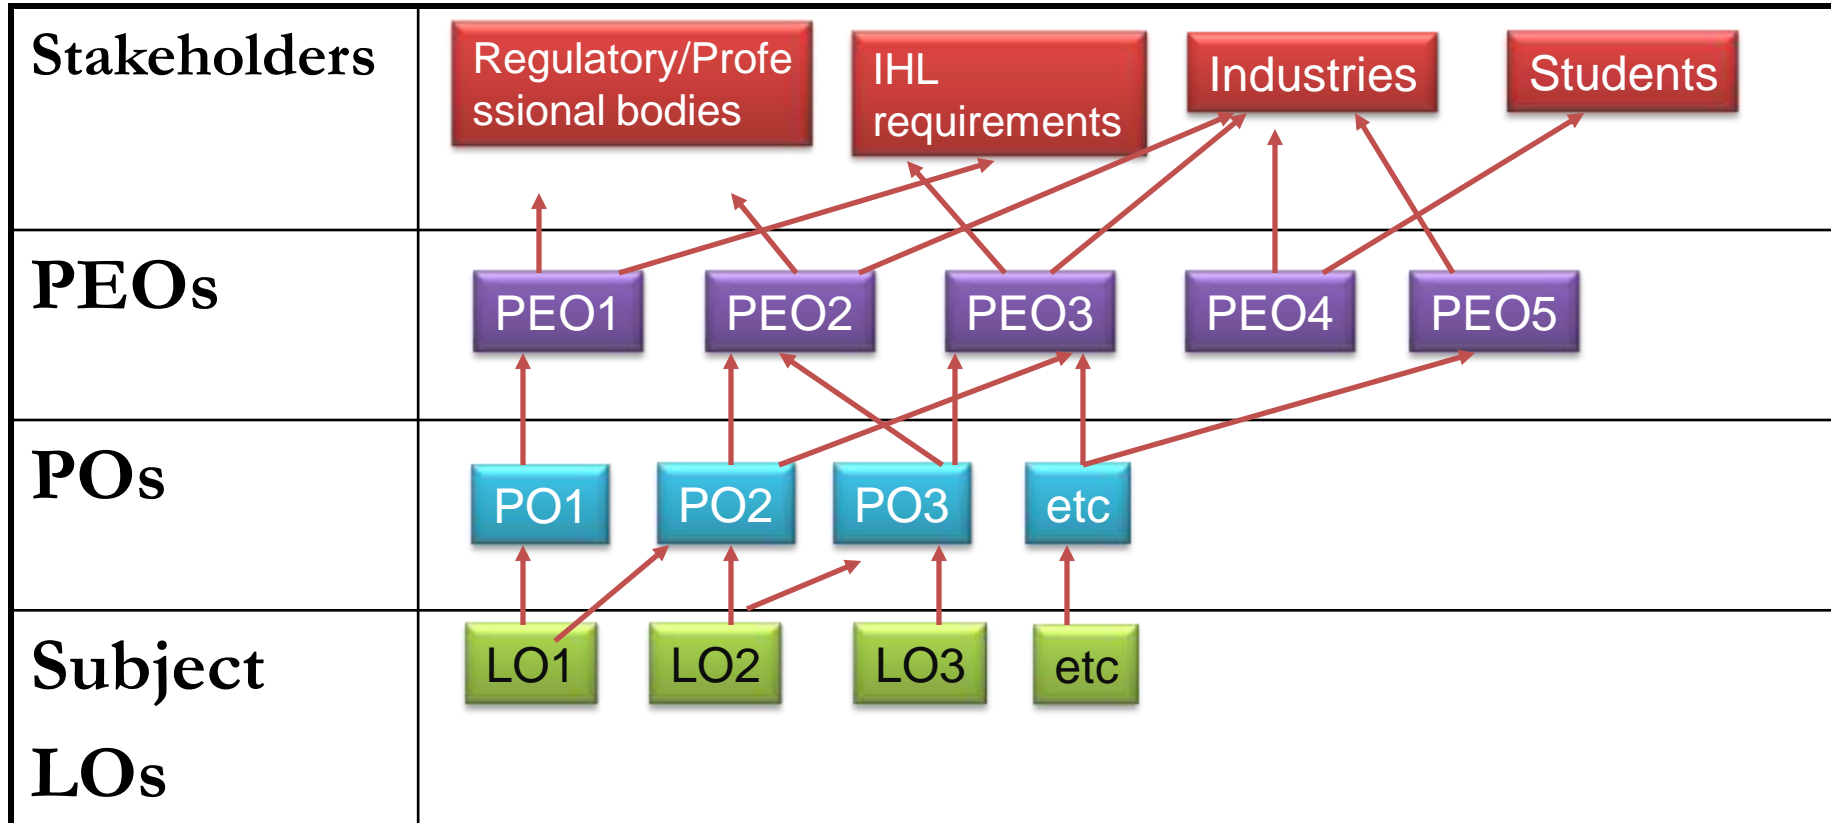 Stakeholders
Regulatory/Profe
ssional bodies
IHL
requirements
Industries
Students
PEOs
PEO1
PEO2
PEO3
PEO4
PEO5
POs
PO1
PO2
PO3
etc
Subject
LOs
LO1
LO2
LO3
etc